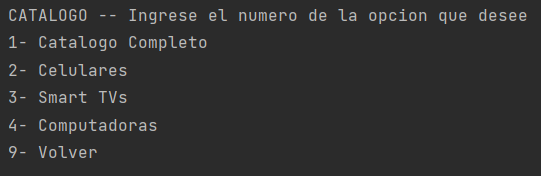 CATALOGO -- Ingrese el numero de la opcion que desee
1- Catalogo Completo
2- Celulares
3- Smart TVs
4- Computadoras
9- Volver